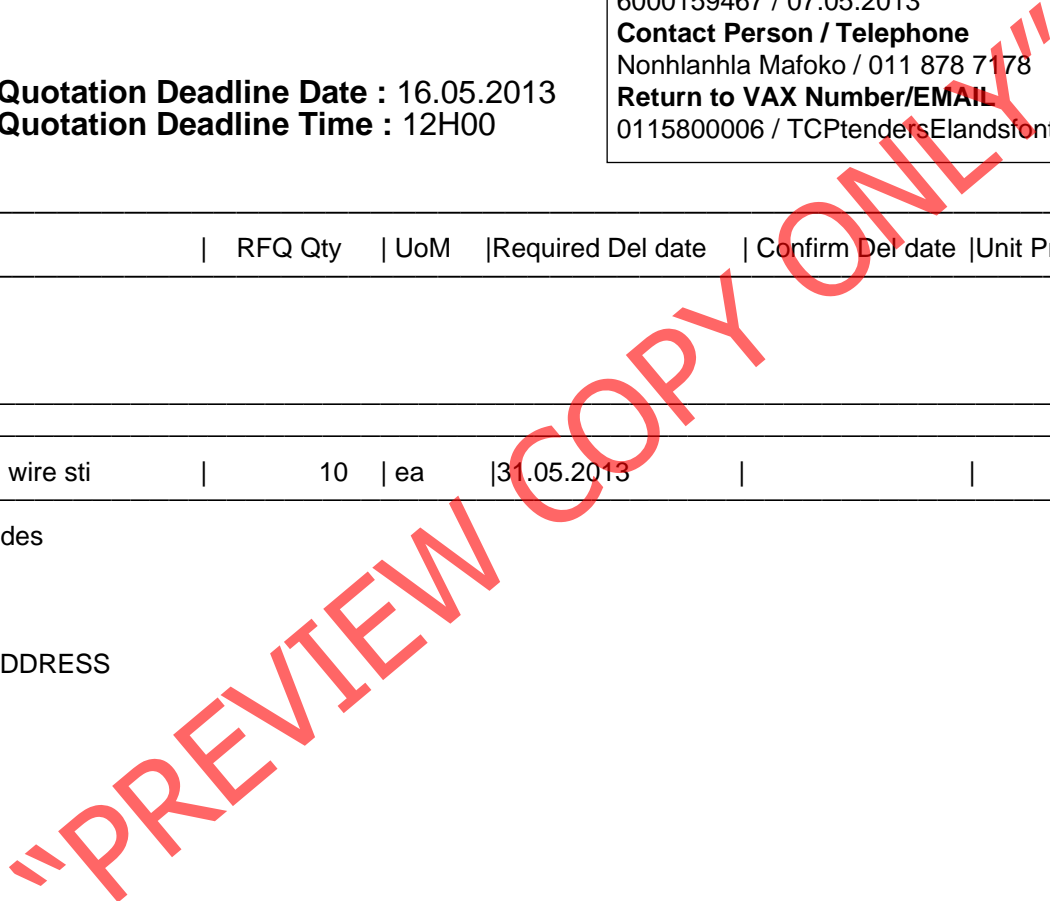 6000159467 / 07.05.2013
Contact Person / Telephone
Nonhlanhla Mafoko / 011 878 7178
Quotation Deadline Date : 16.05.2013
Return to VAX Number/EMAIL
Quotation Deadline Time : 12H00
0115800006 / TCPtendersElandsfont
| RFQ Qty | UoM |Required Del date | Confirm Del date |Unit Pr
wire sti | 10 | ea |31.05.2013 | |
des
DDRESS
"PREVIEW COPY ONLY"